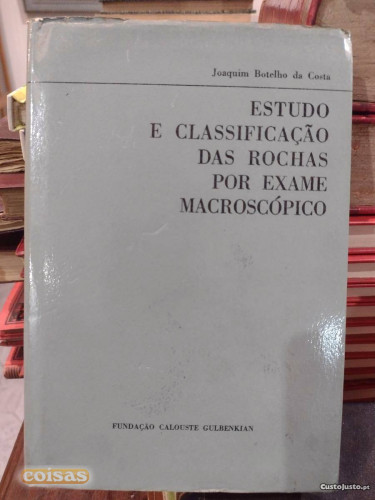 Joaquim Botelho da Costa
ESTUDO
E CLASSIFICAÇÃO
DAS ROCHAS
POR EXAME
MACROSCÓPICO
FUNDAÇÃO CALOUSTE GULBENKIAN
coisas
CustoJusto.pt